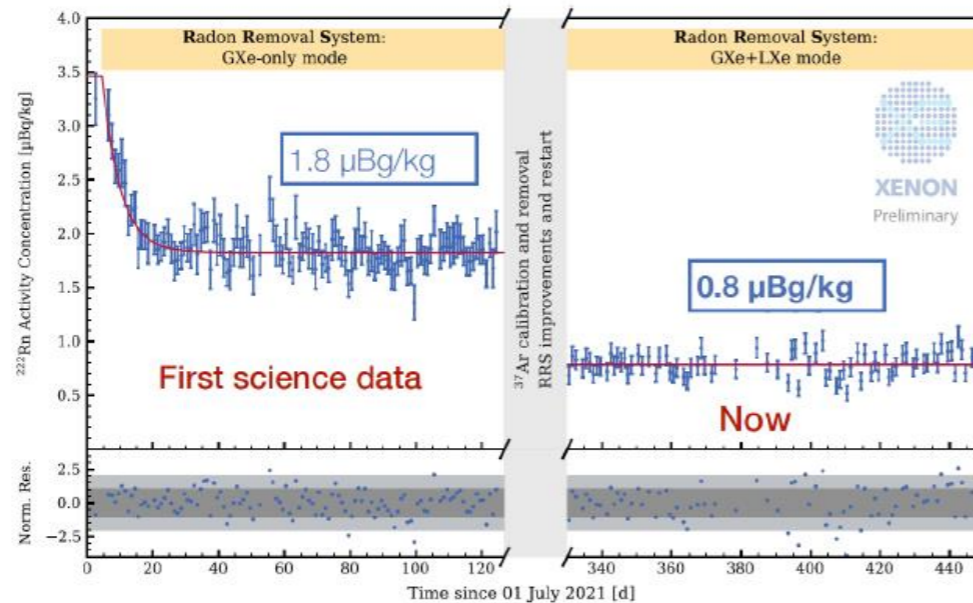 4.0
3.5
3.0
2.5
2.0
1.5
1.0
0.5
²²²Rn Activity Concentration [µBq/kg]
Radon Removal System:
GXe-only mode
1.8 µBg/kg
First science data
³⁷Ar calibration and removal
RRS improvements and restart
Radon Removal System:
GXe+LXe mode
XENON
Preliminary
0.8 µBg/kg
Now
Norm. Res.
2.5
0.0
−2.5
0 20 40 60 80 100 120
340 360 380 400 420 440
Time since 01 July 2021 [d]